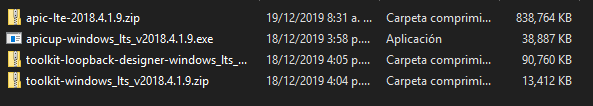 apic-lte-2018.4.1.9.zip 19/12/2019 8:31 a. ... Carpeta comprimi... 838,764 KB
apicup-windows_lts_v2018.4.1.9.exe 18/12/2019 3:58 p.... Aplicación 38,887 KB
toolkit-loopback-designer-windows_lts_... 18/12/2019 4:05 p.... Carpeta comprimi... 90,760 KB
toolkit-windows_lts_v2018.4.1.9.zip 18/12/2019 4:04 p.... Carpeta comprimi... 13,412 KB